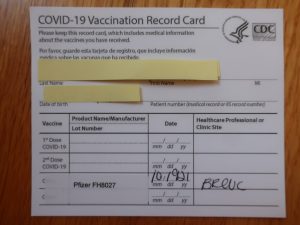 COVID-19 Vaccination Record Card
Please keep this record card, which includes medical information
about the vaccines you have received.
CDC
Por favor, guarde esta tarjeta de registro, que incluye información
médica sobre las vacunas que ha recibido.
Last Name First Name MI
Date of birth Patient number (medical record or IIS record number)
Vaccine Product Name/Manufacturer Date Healthcare Professional or
Lot Number Clinic Site
1st Dose
COVID-19
mm dd yy
2nd Dose
COVID-19
mm dd yy
Pfizer FH8027
mm dd yy
mm dd yy